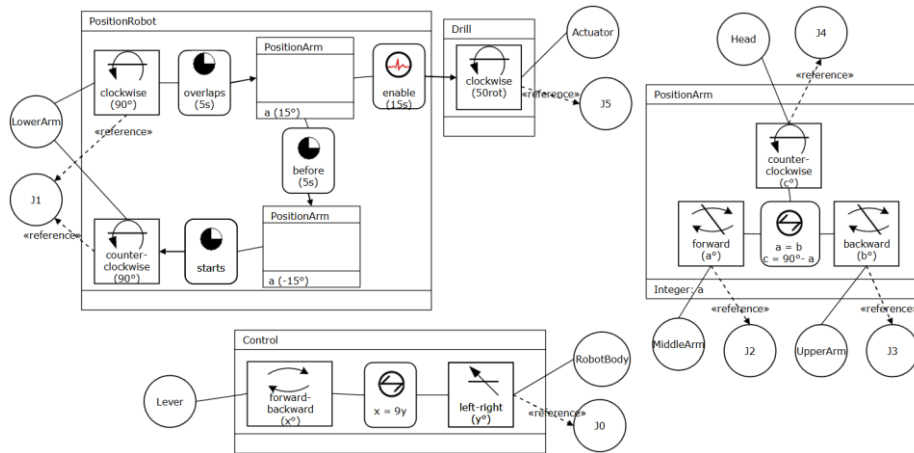 PositionRobot
clockwise
(90°)
overlaps
(5s)
PositionArm
a (15°)
enable
(15s)
«reference»
LowerArm
J1
before
(5s)
«reference»
counter-
clockwise
(90°)
starts
PositionArm
a (-15°)
Drill
clockwise
(50rot)
Actuator
«reference»
J5
Head
J4
«reference»
PositionArm
counter-
clockwise
(c°)
forward
(a°)
a = b
c = 90°- a
backward
(b°)
Integer: a
«reference»
«reference»
MiddleArm
J2
UpperArm
J3
Control
Lever
forward-
backward
(x°)
x = 9y
left-right
(y°)
RobotBody
«reference»
J0